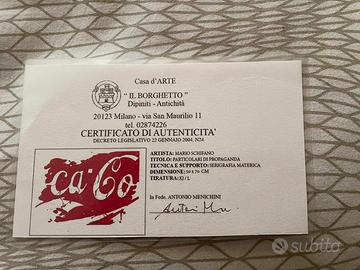 Casa d'ARTE
" IL BORGHETTO "
Dipinti - Antichità
20123 Milano - via San Maurilio 11
tel. 02874226
CERTIFICATO DI AUTENTICITA'
DECRETO LEGISLATIVO 22 GENNAIO 2004, N24
ARTISTA: MARIO SCHIFANO
TITOLO: PARTICOLARI DI PROPAGANDA
TECNICA E SUPPORTO: SERIGRAFIA MATERICA
DIMENSIONE: 50 X 70 CM
TIRATURA: XI / L
ca·Co
In Fede, ANTONIO MENICHINI
subito